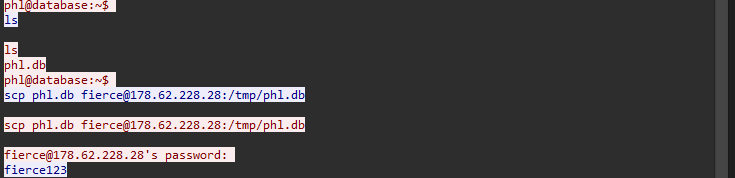 phl@database:~$
ls
ls
phl.db
phl@database:~$
scp phl.db fierce@178.62.228.28:/tmp/phl.db
scp phl.db fierce@178.62.228.28:/tmp/phl.db
fierce@178.62.228.28's password:
fierce123